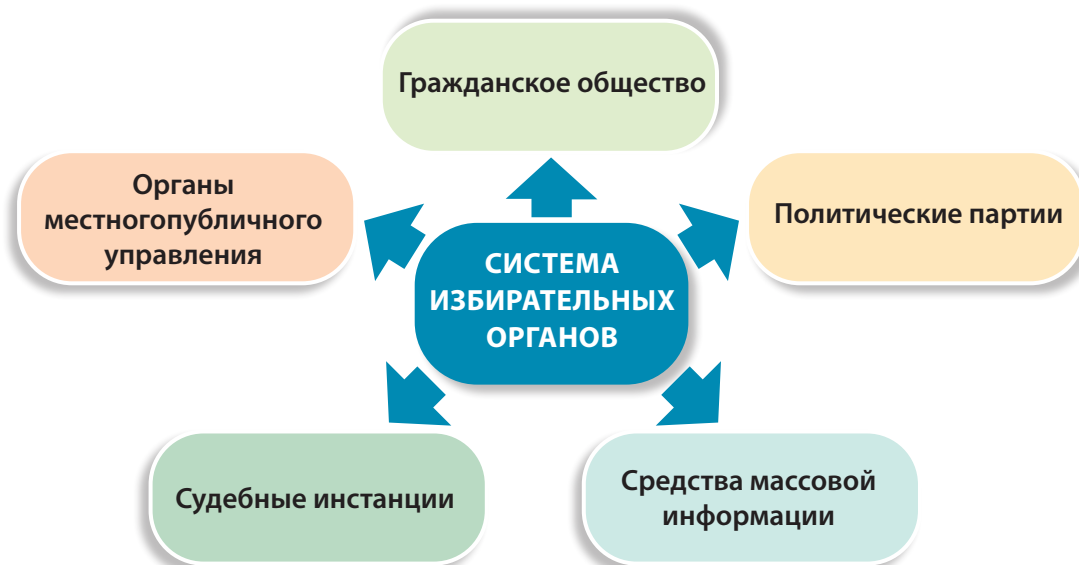 Гражданское общество
Органы
местногопубличного
управления
Политические партии
СИСТЕМА
ИЗБИРАТЕЛЬНЫХ
ОРГАНОВ
Судебные инстанции
Средства массовой
информации